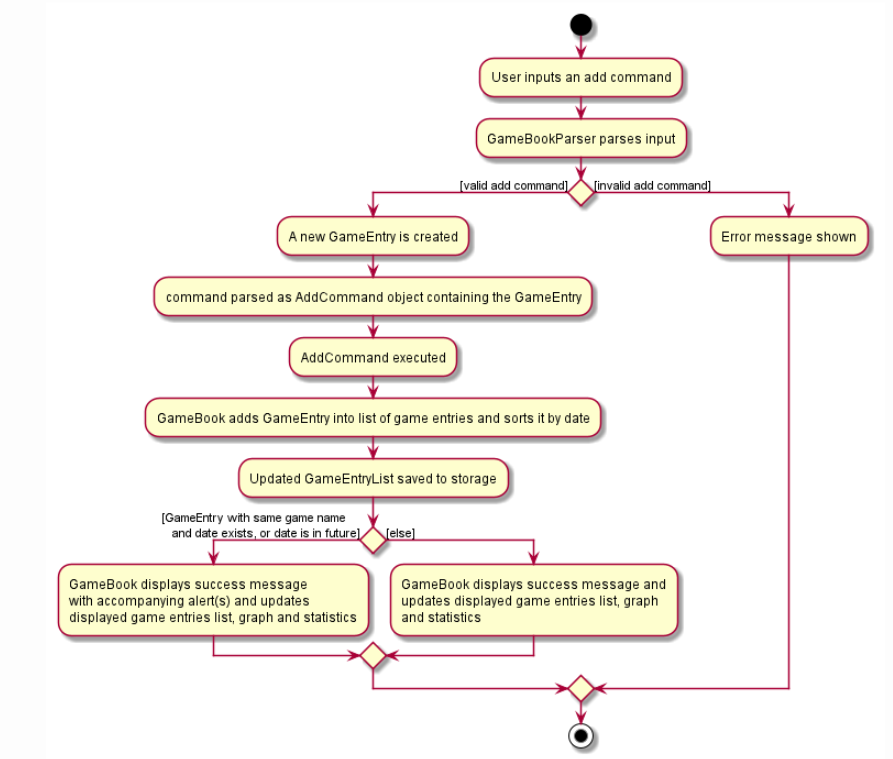 User inputs an add command
GameBookParser parses input
[valid add command]
[invalid add command]
A new GameEntry is created
Error message shown
command parsed as AddCommand object containing the GameEntry
AddCommand executed
GameBook adds GameEntry into list of game entries and sorts it by date
Updated GameEntryList saved to storage
[GameEntry with same game name
and date exists, or date is in future]
[else]
GameBook displays success message
with accompanying alert(s) and updates
displayed game entries list, graph and statistics
GameBook displays success message and
updates displayed game entries list, graph
and statistics